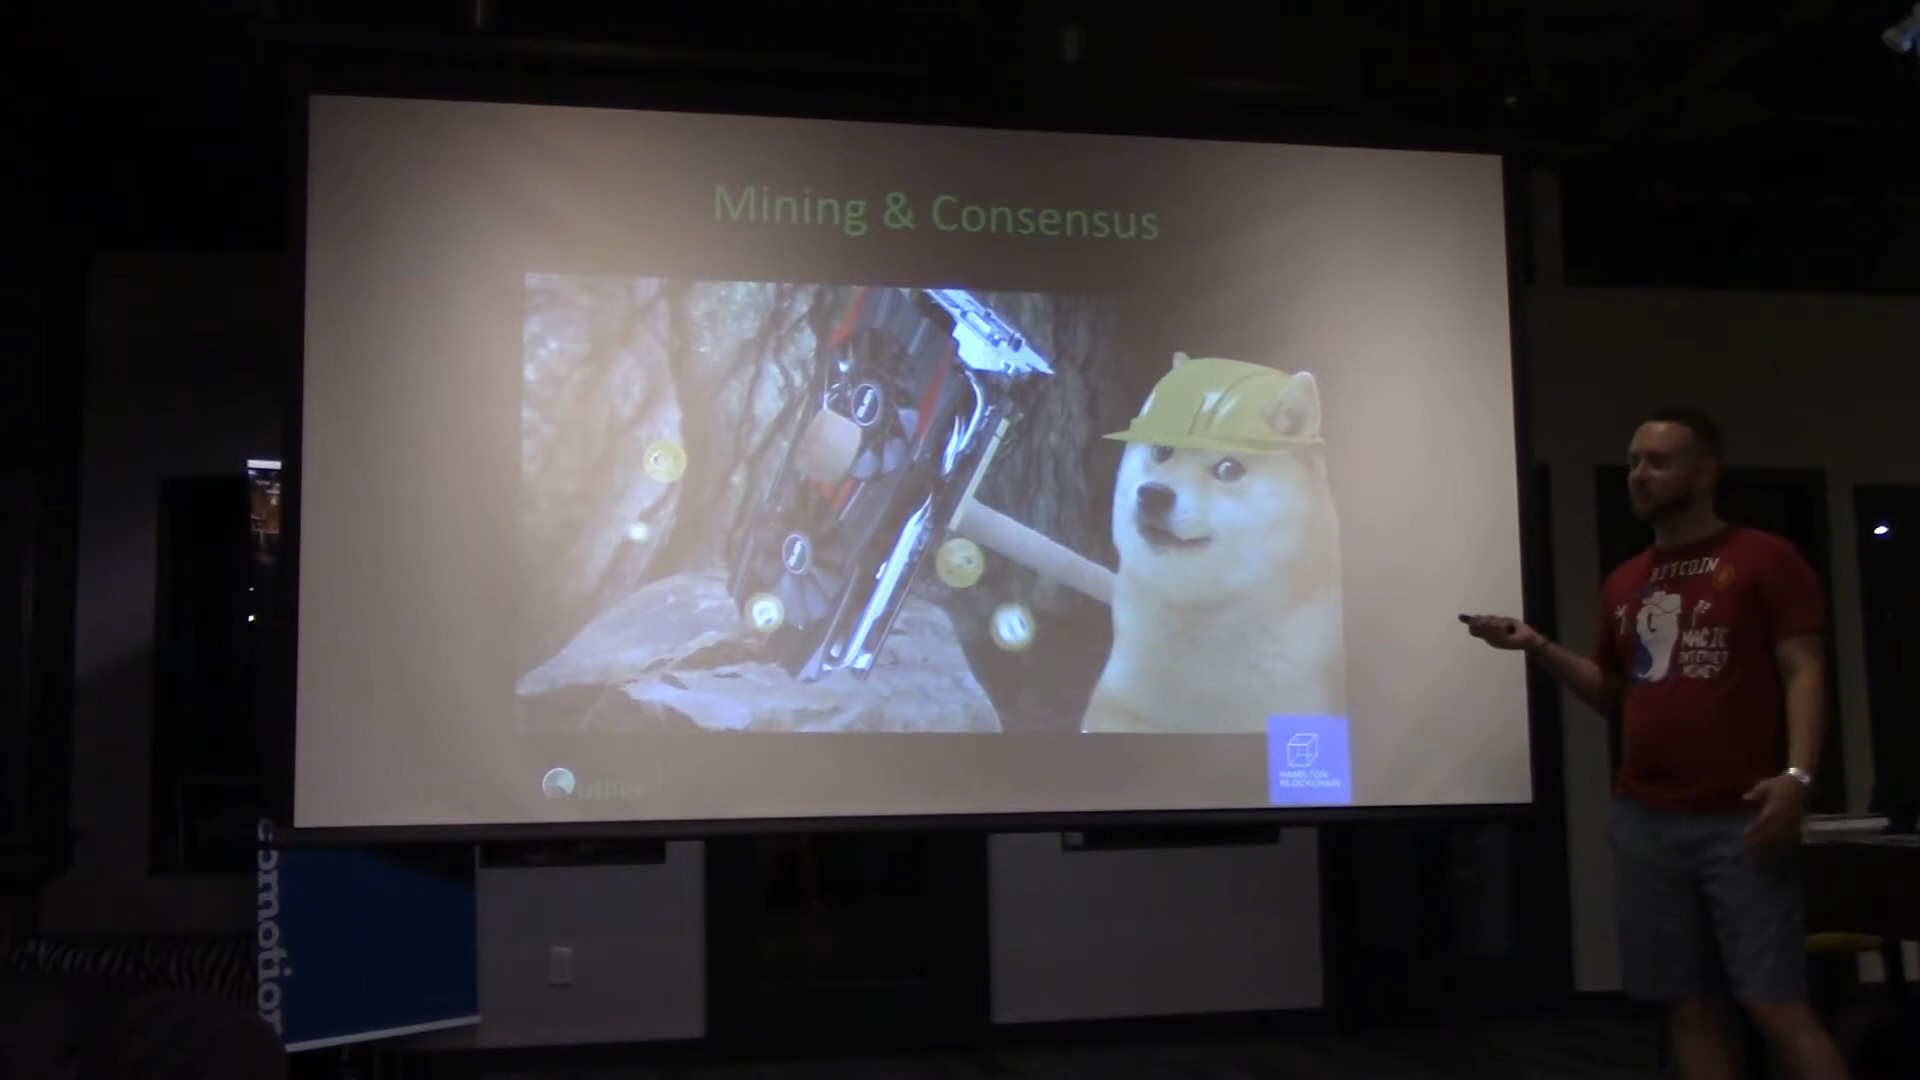 Mining & Consensus
BITCOIN
MAGIC
INTERNET
MONEY
HAMILTON
BLOCKCHAIN